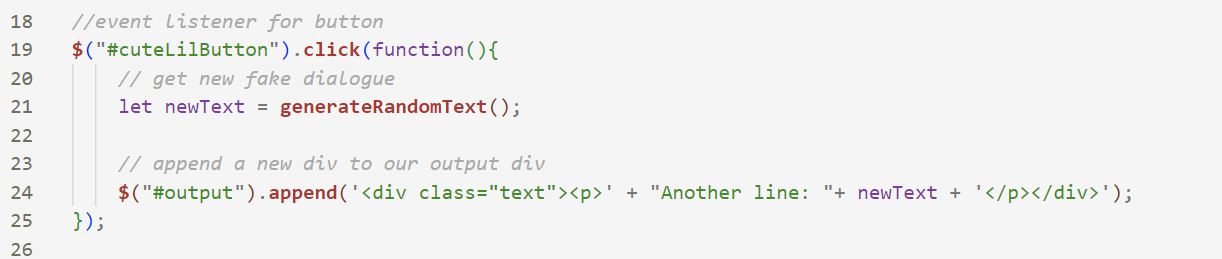 18 //event listener for button
19 $("#cuteLilButton").click(function(){
20 // get new fake dialogue
21 let newText = generateRandomText();
22
23 // append a new div to our output div
24 $("#output").append('<div class="text"><p>' + "Another line: "+ newText + '</p></div>');
25 });
26